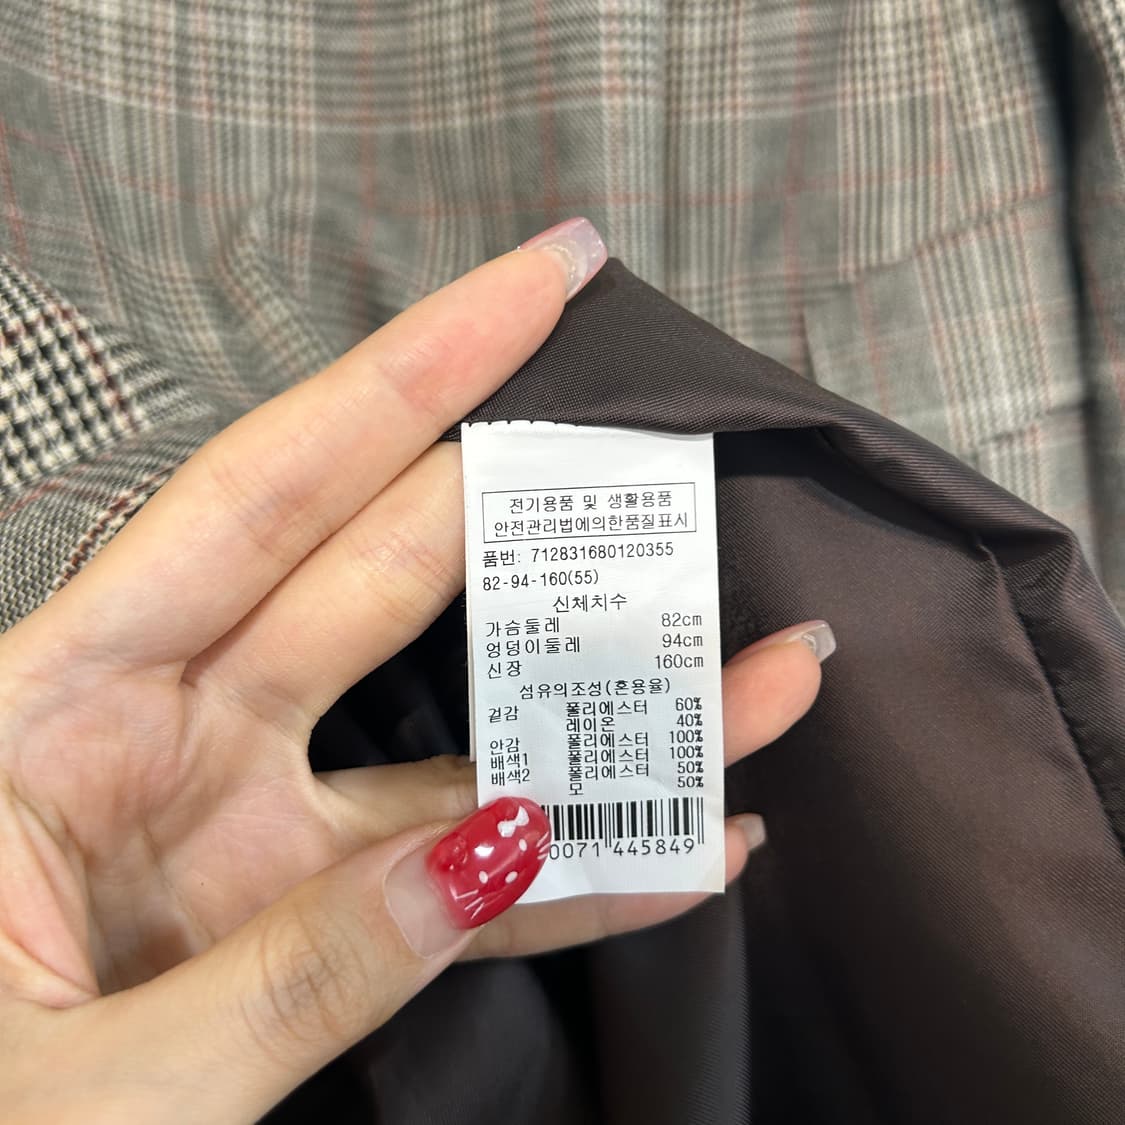 전기용품 및 생활용품
안전관리법에의한품질표시
품번: 712831680120355
82-94-160(55)
신체치수
가슴둘레 82cm
엉덩이둘레 94cm
신장 160cm
섬유의조성(혼용율)
겉감 폴리에스터 60%
레이온 40%
안감 폴리에스터 100%
배색1 폴리에스터 100%
배색2 폴리에스터 50%
모 50%
0071 445849